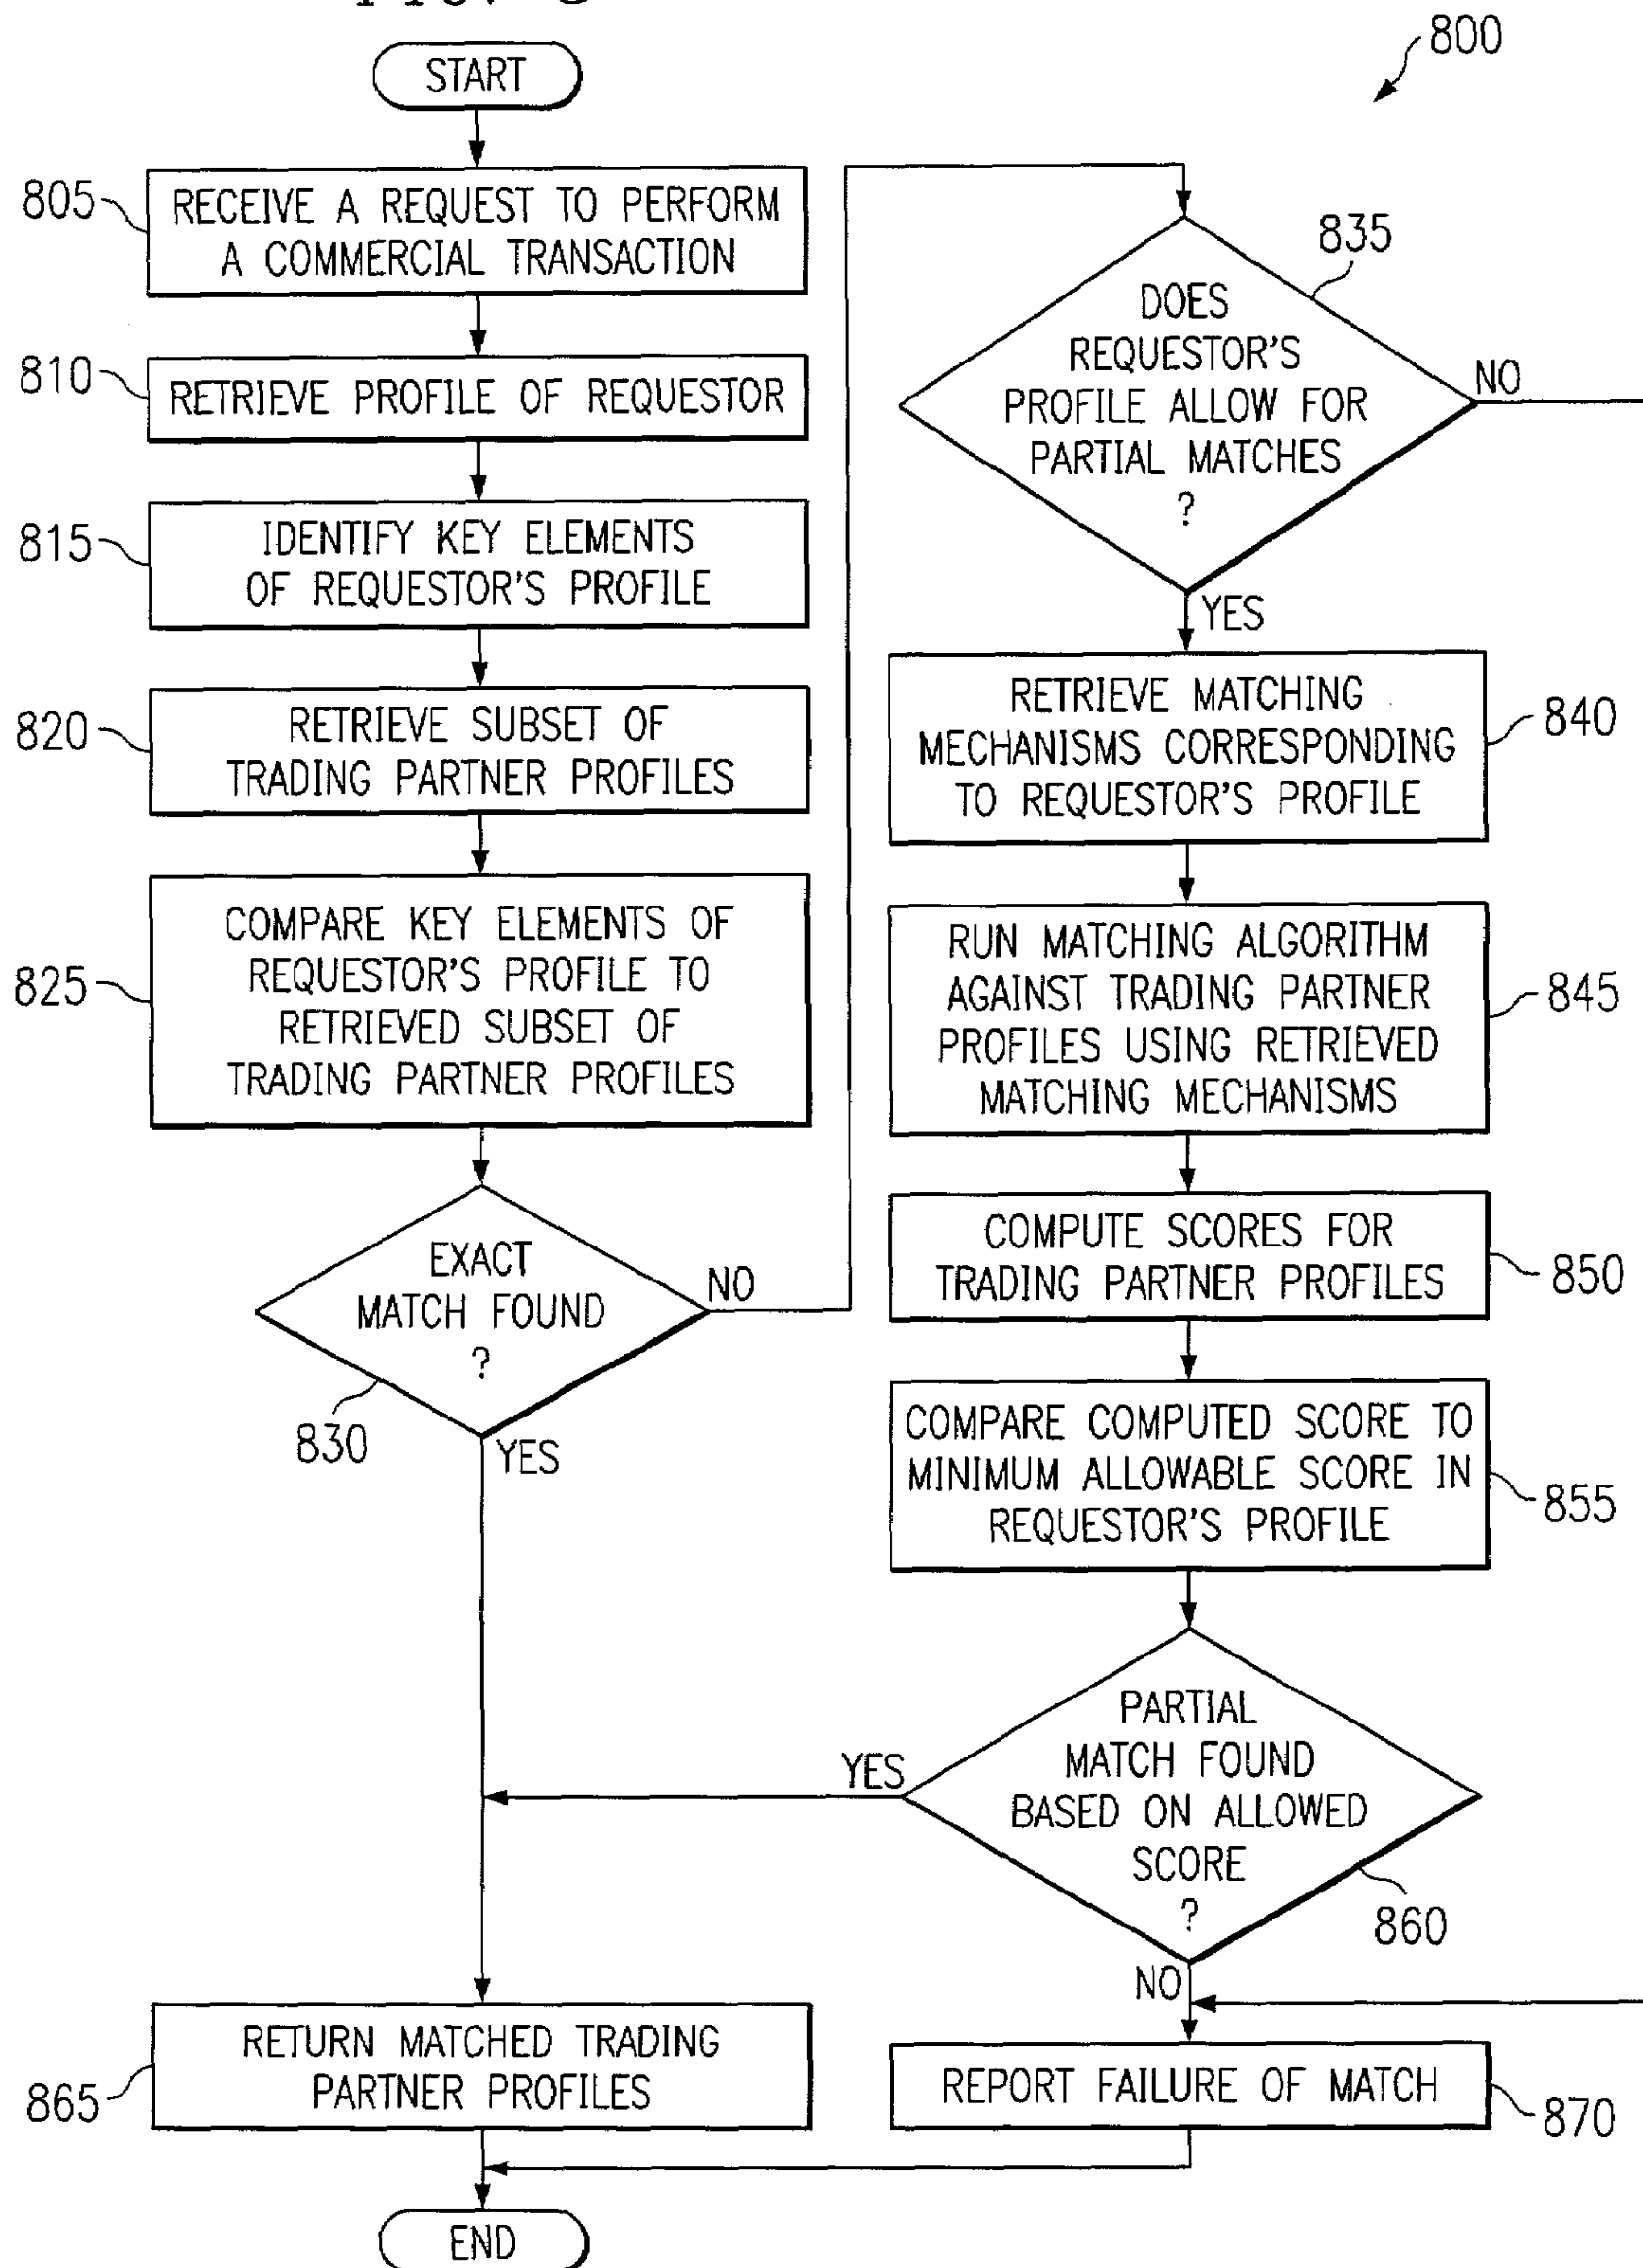 800
START
805
RECEIVE A REQUEST TO PERFORM
A COMMERCIAL TRANSACTION
810
RETRIEVE PROFILE OF REQUESTOR
815
IDENTIFY KEY ELEMENTS
OF REQUESTOR'S PROFILE
820
RETRIEVE SUBSET OF
TRADING PARTNER PROFILES
825
COMPARE KEY ELEMENTS OF
REQUESTOR'S PROFILE TO
RETRIEVED SUBSET OF
TRADING PARTNER PROFILES
EXACT
MATCH FOUND
?
NO
830
YES
835
DOES
REQUESTOR'S
PROFILE ALLOW FOR
PARTIAL MATCHES
?
NO
YES
RETRIEVE MATCHING
MECHANISMS CORRESPONDING
TO REQUESTOR'S PROFILE
840
RUN MATCHING ALGORITHM
AGAINST TRADING PARTNER
PROFILES USING RETRIEVED
MATCHING MECHANISMS
845
COMPUTE SCORES FOR
TRADING PARTNER PROFILES
850
COMPARE COMPUTED SCORE TO
MINIMUM ALLOWABLE SCORE IN
REQUESTOR'S PROFILE
855
PARTIAL
MATCH FOUND
BASED ON ALLOWED
SCORE
?
YES
860
NO
865
RETURN MATCHED TRADING
PARTNER PROFILES
REPORT FAILURE OF MATCH
870
END